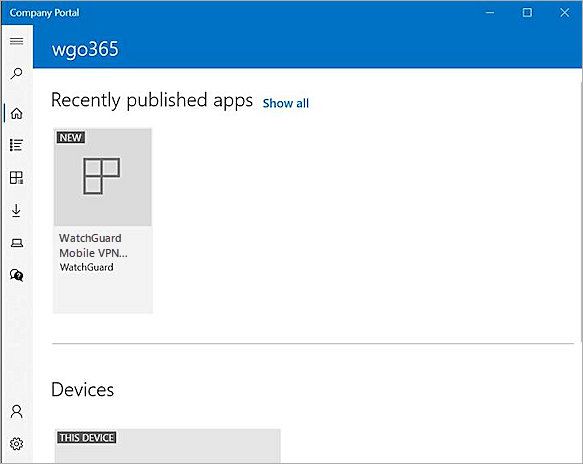 Company Portal
wgo365
Recently published apps Show all
NEW
WatchGuard
Mobile VPN...
WatchGuard
Devices
THIS DEVICE